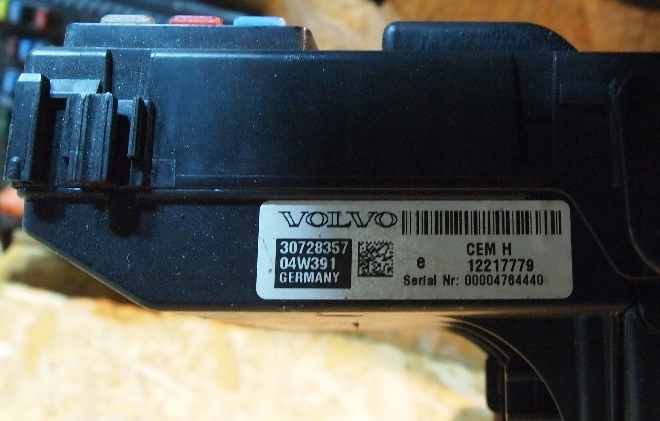 VOLVO
30728357
04W391
GERMANY
CEM H
e 12217779
Serial Nr: 00004764440